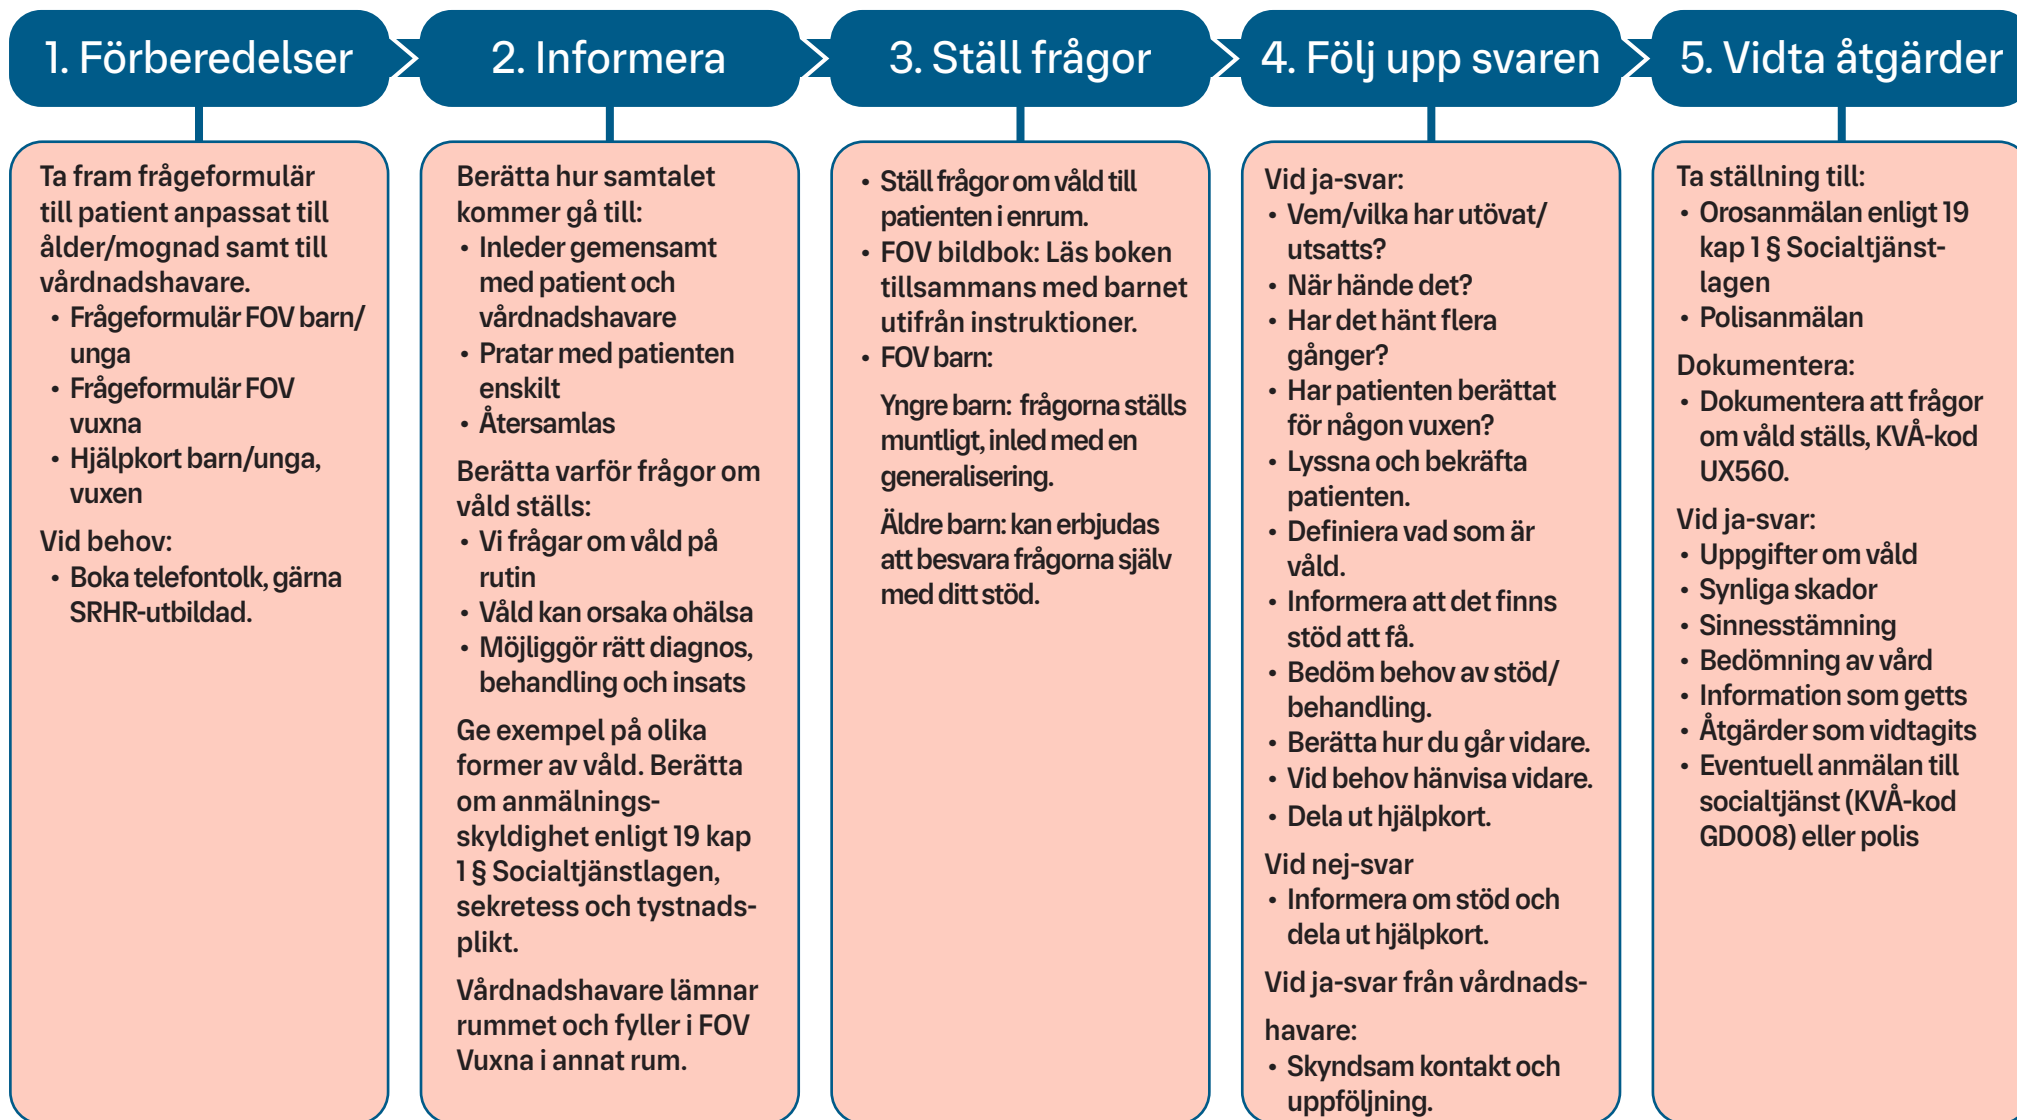 1. Förberedelser
Ta fram frågeformulär
till patient anpassat till
ålder/mognad samt till
vårdnadshavare.
• Frågeformulär FOV barn/
unga
• Frågeformulär FOV
vuxna
• Hjälpkort barn/unga,
vuxen
Vid behov:
• Boka telefontolk, gärna
SRHR-utbildad.
2. Informera
Berätta hur samtalet
kommer gå till:
• Inleder gemensamt
med patient och
vårdnadshavare
• Pratar med patienten
enskilt
• Återsamlas
Berätta varför frågor om
våld ställs:
• Vi frågar om våld på
rutin
• Våld kan orsaka ohälsa
• Möjliggör rätt diagnos,
behandling och insats
Ge exempel på olika
former av våld. Berätta
om anmälnings-
skyldighet enligt 19 kap
1 § Socialtjänstlagen,
sekretess och tystnads-
plikt.
Vårdnadshavare lämnar
rummet och fyller i FOV
Vuxna i annat rum.
3. Ställ frågor
• Ställ frågor om våld till
patienten i enrum.
• FOV bildbok: Läs boken
tillsammans med barnet
utifrån instruktioner.
• FOV barn:
Yngre barn: frågorna ställs
muntligt, inled med en
generalisering.
Äldre barn: kan erbjudas
att besvara frågorna själv
med ditt stöd.
4. Följ upp svaren
Vid ja-svar:
• Vem/vilka har utövat/
utsatts?
• När hände det?
• Har det hänt flera
gånger?
• Har patienten berättat
för någon vuxen?
• Lyssna och bekräfta
patienten.
• Definiera vad som är
våld.
• Informera att det finns
stöd att få.
• Bedöm behov av stöd/
behandling.
• Berätta hur du går vidare.
• Vid behov hänvisa vidare.
• Dela ut hjälpkort.
Vid nej-svar
• Informera om stöd och
dela ut hjälpkort.
Vid ja-svar från vårdnads-
havare:
• Skyndsam kontakt och
uppföljning.
5. Vidta åtgärder
Ta ställning till:
• Orosanmälan enligt 19
kap 1 § Socialtjänst-
lagen
• Polisanmälan
Dokumentera:
• Dokumentera att frågor
om våld ställs, KVÅ-kod
UX560.
Vid ja-svar:
• Uppgifter om våld
• Synliga skador
• Sinnesstämning
• Bedömning av vård
• Information som getts
• Åtgärder som vidtagits
• Eventuell anmälan till
socialtjänst (KVÅ-kod
GD008) eller polis